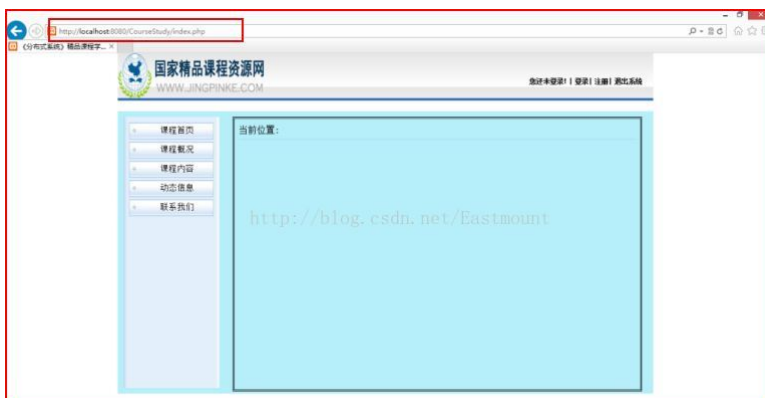 http://localhost:8080/CourseStudy/index.php
《分布式系统》精品课程学...
国家精品课程资源网
WWW.JINGPINKE.COM
您还未登录! | 登录 | 注册 | 退出系统
课程首页
课程概况
课程内容
动态信息
联系我们
当前位置：
http://blog.csdn.net/Eastmount